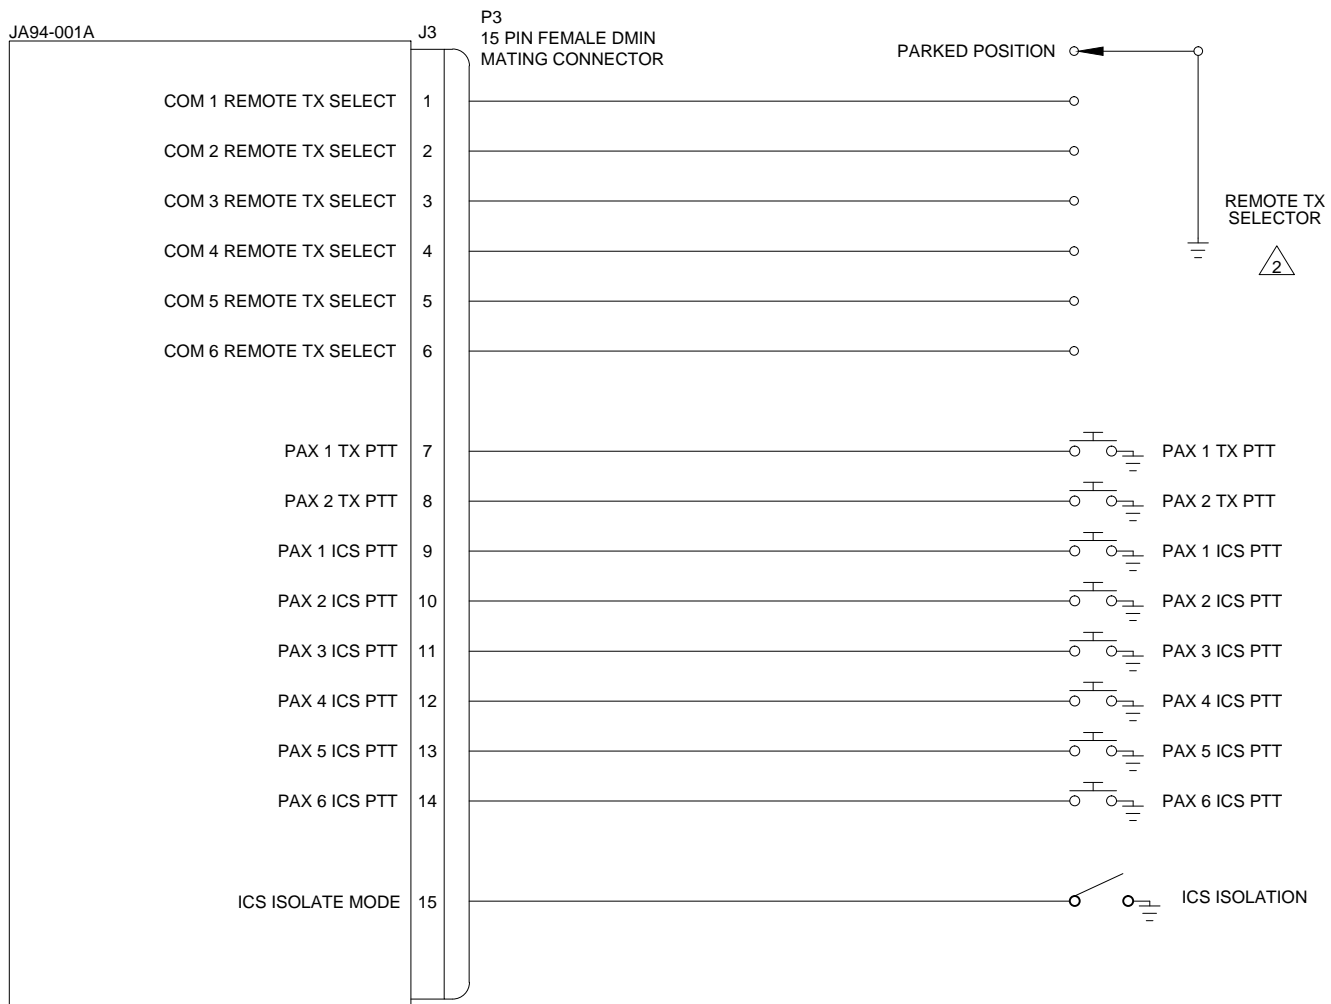 JA94-001A
J3
P3
15 PIN FEMALE DMIN
MATING CONNECTOR
PARKED POSITION
COM 1 REMOTE TX SELECT 1
COM 2 REMOTE TX SELECT 2
COM 3 REMOTE TX SELECT 3
REMOTE TX
SELECTOR
2
COM 4 REMOTE TX SELECT 4
COM 5 REMOTE TX SELECT 5
COM 6 REMOTE TX SELECT 6
PAX 1 TX PTT 7 PAX 1 TX PTT
PAX 2 TX PTT 8 PAX 2 TX PTT
PAX 1 ICS PTT 9 PAX 1 ICS PTT
PAX 2 ICS PTT 10 PAX 2 ICS PTT
PAX 3 ICS PTT 11 PAX 3 ICS PTT
PAX 4 ICS PTT 12 PAX 4 ICS PTT
PAX 5 ICS PTT 13 PAX 5 ICS PTT
PAX 6 ICS PTT 14 PAX 6 ICS PTT
ICS ISOLATE MODE 15 ICS ISOLATION